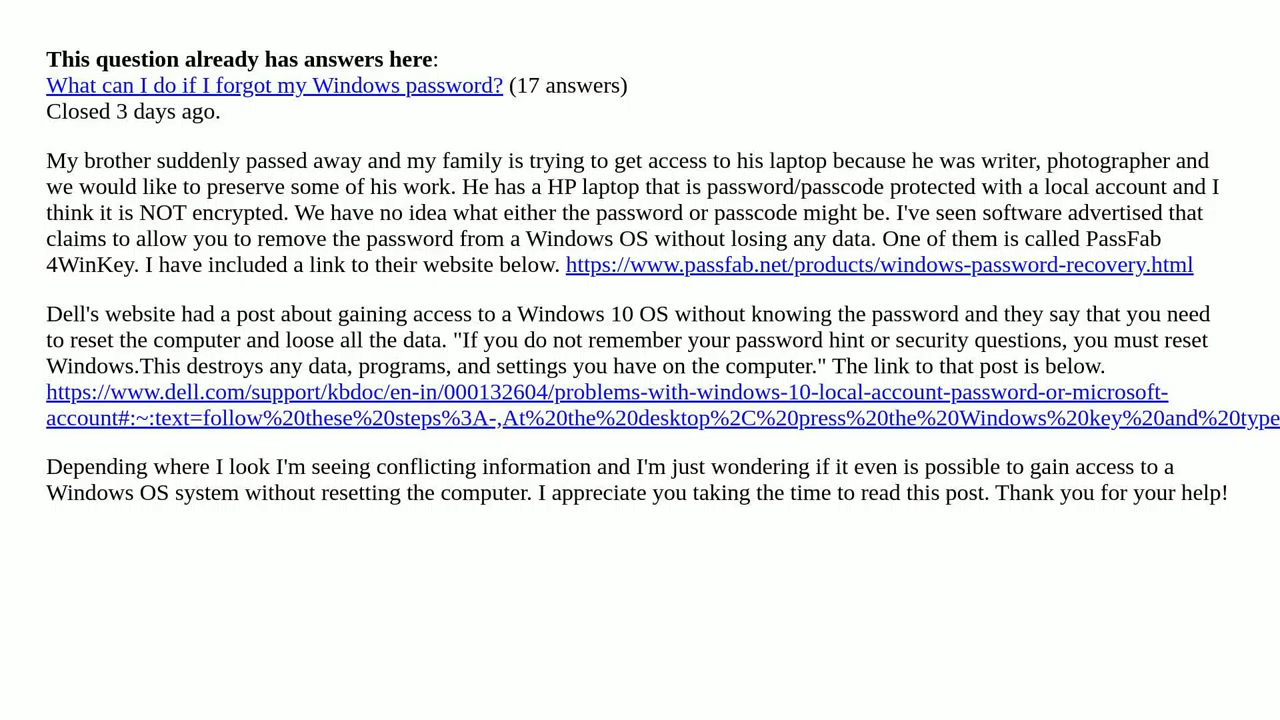 This question already has answers here:
What can I do if I forgot my Windows password? (17 answers)
Closed 3 days ago.
My brother suddenly passed away and my family is trying to get access to his laptop because he was writer, photographer and
we would like to preserve some of his work. He has a HP laptop that is password/passcode protected with a local account and I
think it is NOT encrypted. We have no idea what either the password or passcode might be. I've seen software advertised that
claims to allow you to remove the password from a Windows OS without losing any data. One of them is called PassFab
4WinKey. I have included a link to their website below. https://www.passfab.net/products/windows-password-recovery.html
Dell's website had a post about gaining access to a Windows 10 OS without knowing the password and they say that you need
to reset the computer and loose all the data. "If you do not remember your password hint or security questions, you must reset
Windows.This destroys any data, programs, and settings you have on the computer." The link to that post is below.
https://www.dell.com/support/kbdoc/en-in/000132604/problems-with-windows-10-local-account-password-or-microsoft-
account#:~:text=follow%20these%20steps%3A-,At%20the%20desktop%2C%20press%20the%20Windows%20key%20and%20type
Depending where I look I'm seeing conflicting information and I'm just wondering if it even is possible to gain access to a
Windows OS system without resetting the computer. I appreciate you taking the time to read this post. Thank you for your help!